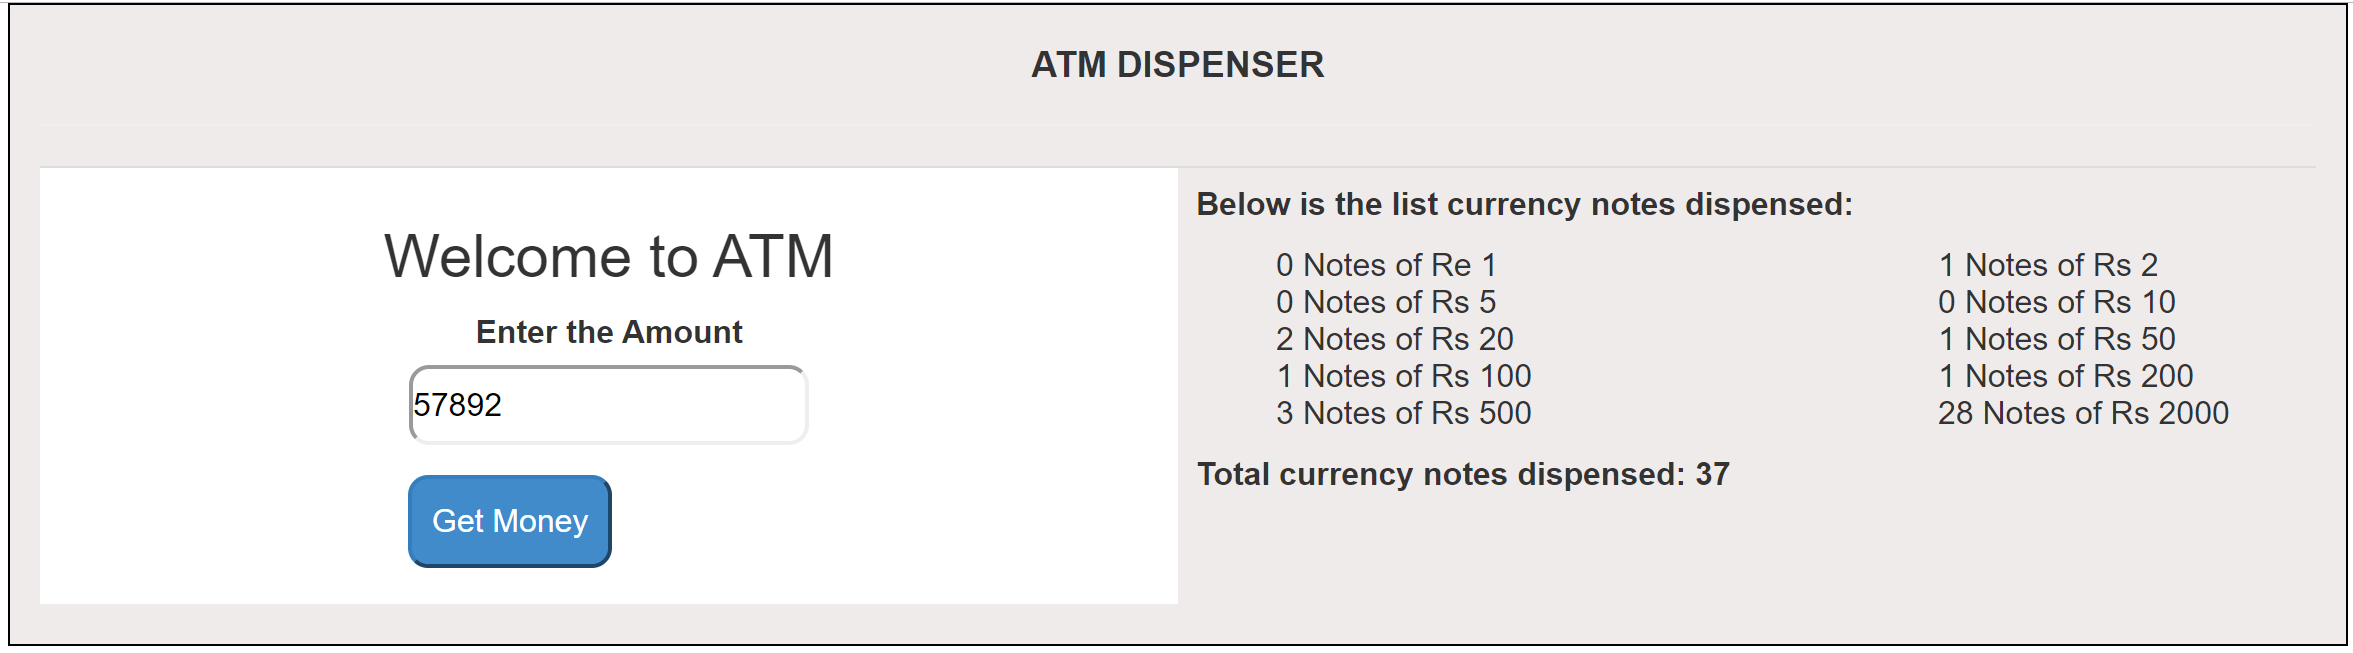 ATM DISPENSER
Welcome to ATM
Enter the Amount
57892
Get Money
Below is the list currency notes dispensed:
0 Notes of Re 1
1 Notes of Rs 2
0 Notes of Rs 5
0 Notes of Rs 10
2 Notes of Rs 20
1 Notes of Rs 50
1 Notes of Rs 100
1 Notes of Rs 200
3 Notes of Rs 500
28 Notes of Rs 2000
Total currency notes dispensed: 37